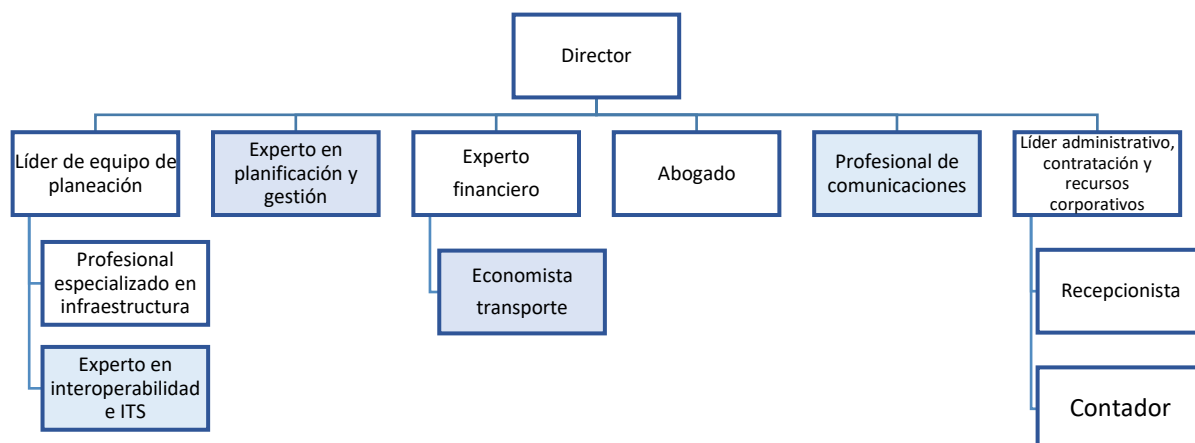 Director
Líder de equipo de
planeación
Experto en
planificación y
gestión
Experto
financiero
Abogado
Profesional de
comunicaciones
Líder administrativo,
contratación y
recursos
corporativos
Profesional
especializado en
infraestructura
Economista
transporte
Recepcionista
Experto en
interoperabilidad
e ITS
Contador